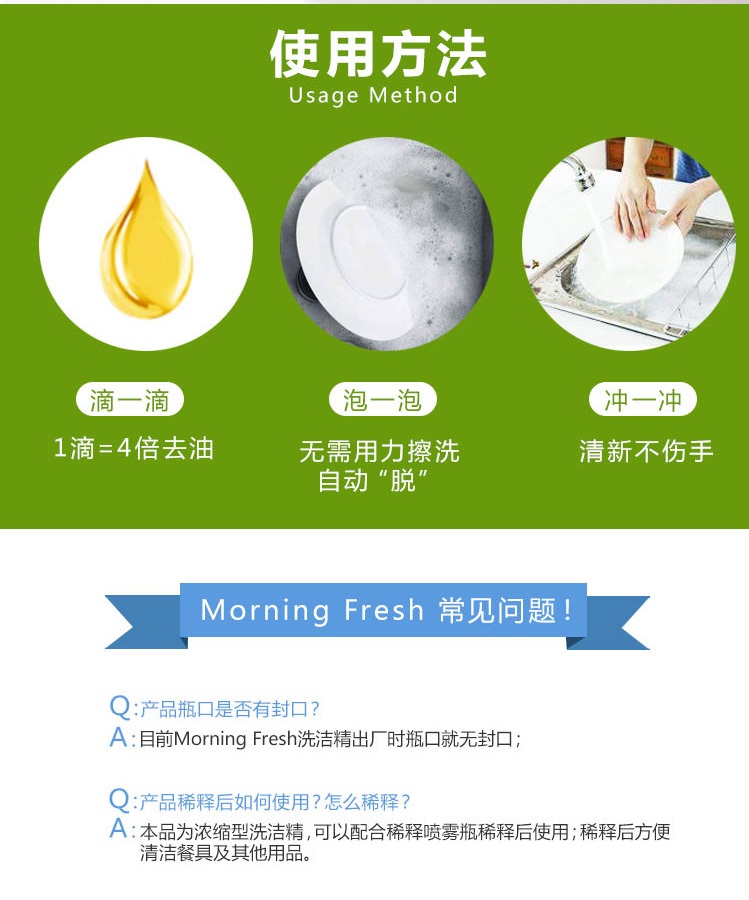 使用方法
Usage Method
滴一滴
泡一泡
冲一冲
1滴=4倍去油
无需用力擦洗
自动“脱”
清新不伤手
Morning Fresh 常见问题!
Q:产品瓶口是否有封口?
A:目前Morning Fresh洗洁精出厂时瓶口就无封口;
Q:产品稀释后如何使用?怎么稀释?
A:本品为浓缩型洗洁精,可以配合稀释喷雾瓶稀释后使用;稀释后方便
清洁餐具及其他用品。